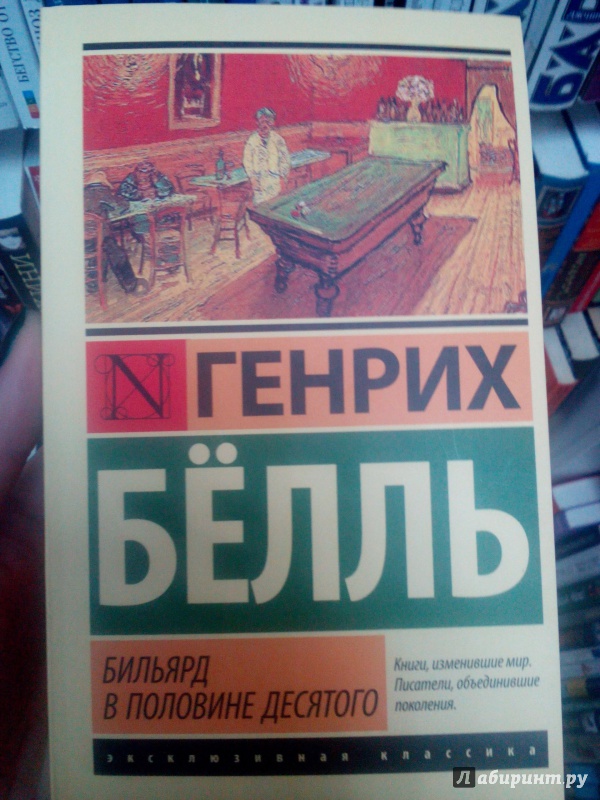 N
ГЕНРИХ
БЁЛЛЬ
БИЛЬЯРД
В ПОЛОВИНЕ ДЕСЯТОГО
Книги, изменившие мир.
Писатели, объединившие
поколения.
эксклюзивная классика
Лабиринт.ру